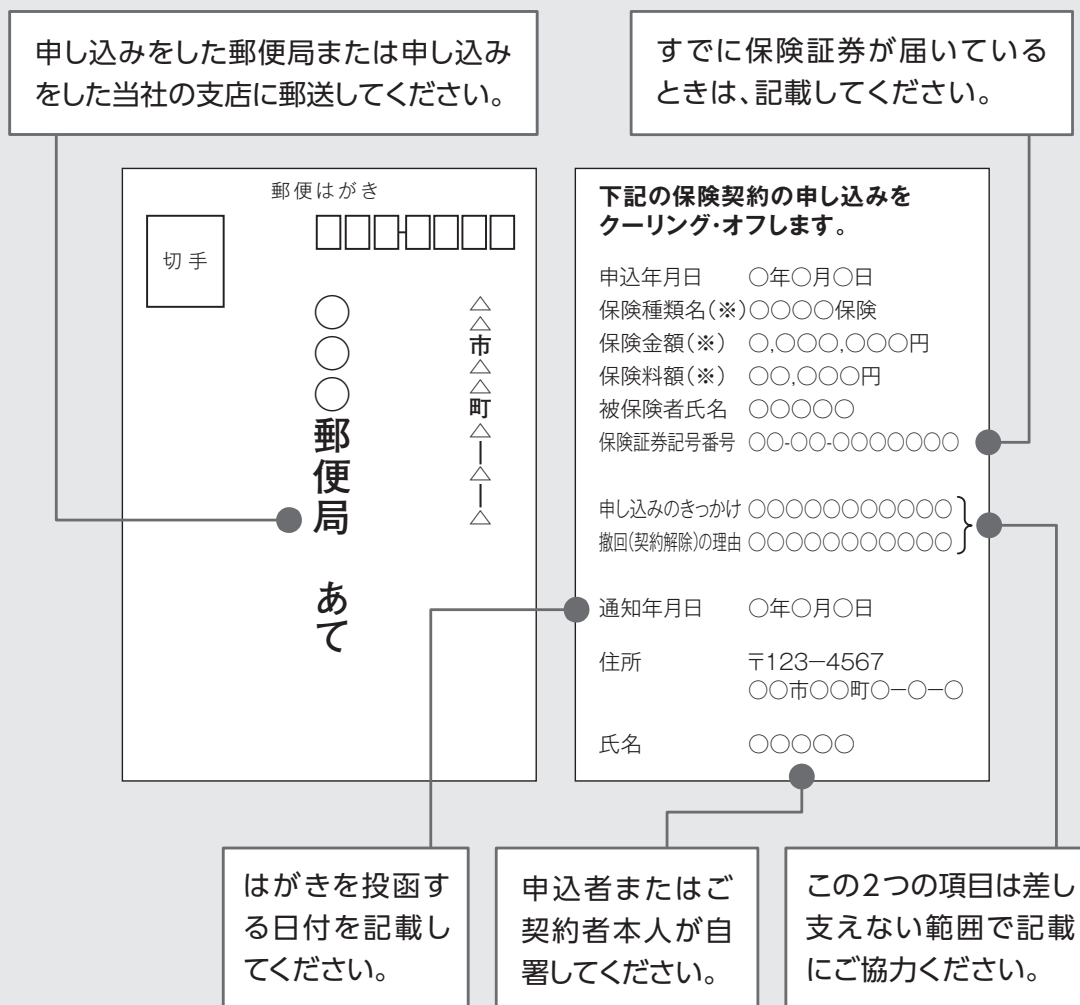 申し込みをした郵便局または申し込み
をした当社の支店に郵送してください。
すでに保険証券が届いている
ときは、記載してください。
郵便はがき
切手
△△市△△町△ー△ー△
○○○郵便局 あて
下記の保険契約の申し込みを
クーリング・オフします。
申込年月日 ○年○月○日
保険種類名(※)○○○○保険
保険金額(※) ○,○○○,○○○円
保険料額(※) ○○,○○○円
被保険者氏名 ○○○○○
保険証券記号番号 ○○-○○-○○○○○○○
申し込みのきっかけ ○○○○○○○○○○○
撤回(契約解除)の理由 ○○○○○○○○○○○
通知年月日 ○年○月○日
住所 〒123−4567
○○市○○町○−○−○
氏名 ○○○○○
はがきを投函す
る日付を記載し
てください。
申込者またはご
契約者本人が自
署してください。
この2つの項目は差し
支えない範囲で記載
にご協力ください。